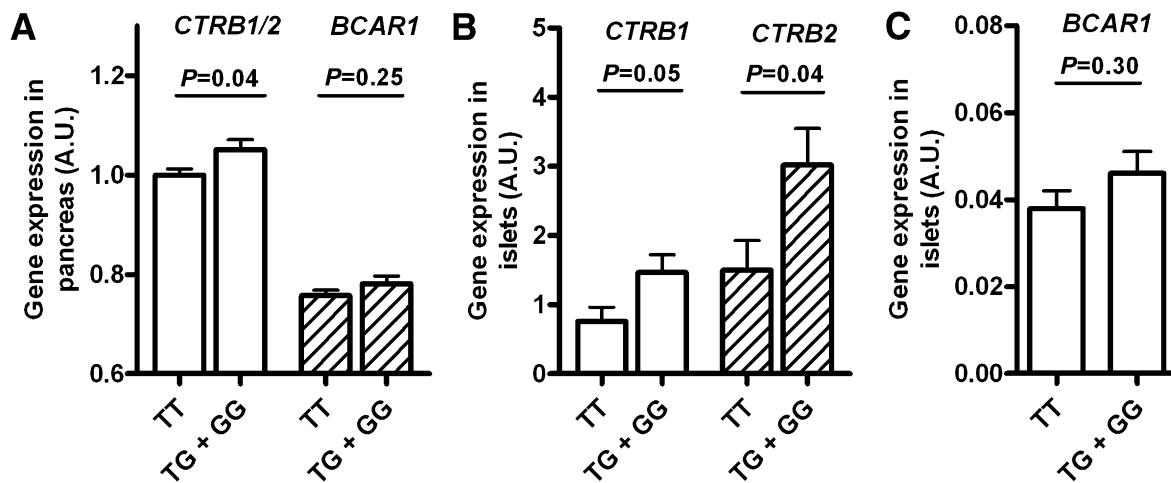 A
CTRB1/2 BCAR1
P=0.04 P=0.25
Gene expression in
pancreas (A.U.)
1.2
1.0
0.8
0.6
TT
TG + GG
TT
TG + GG
B
CTRB1 CTRB2
P=0.05 P=0.04
Gene expression in
islets (A.U.)
5
4
3
2
1
0
TT
TG + GG
TT
TG + GG
C
BCAR1
P=0.30
Gene expression in
islets (A.U.)
0.08
0.06
0.04
0.02
0.00
TT
TG + GG